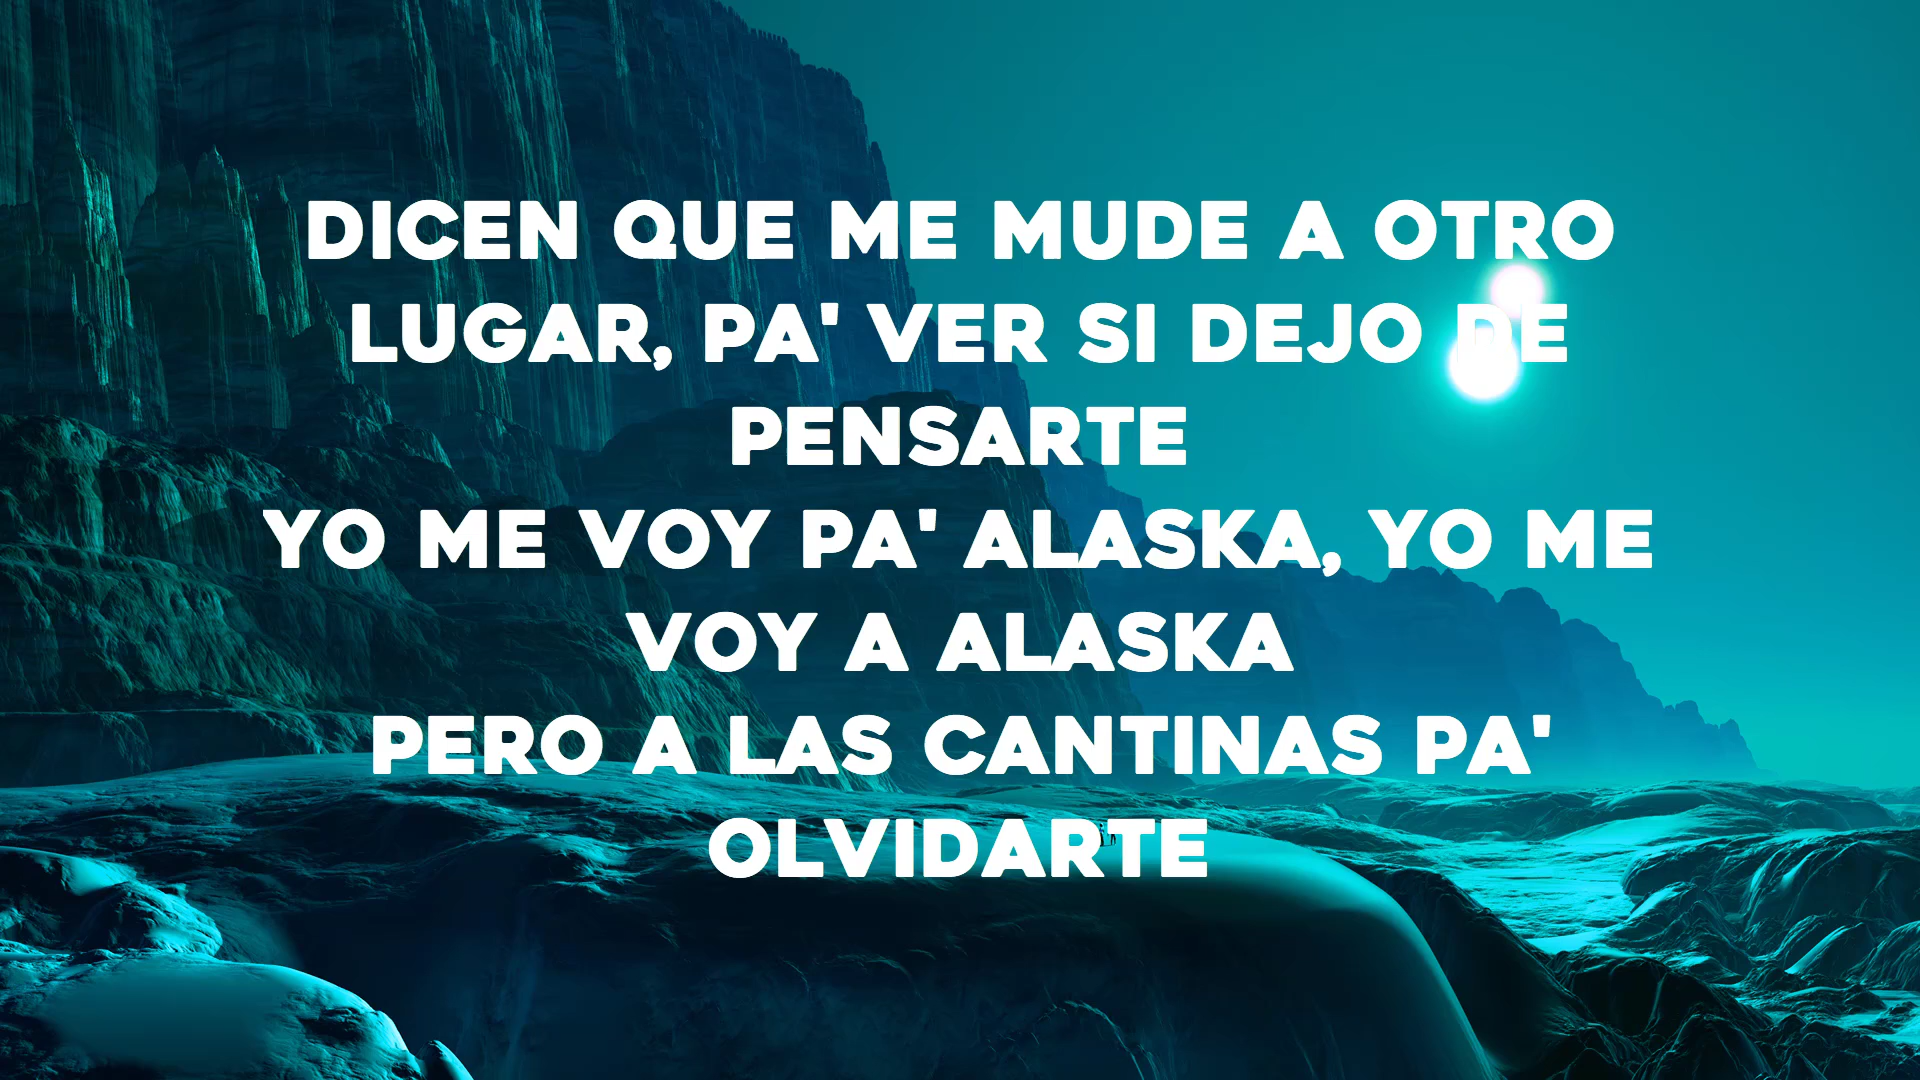 DICEN QUE ME MUDE A OTRO
LUGAR, PA' VER SI DEJO DE
PENSARTE
YO ME VOY PA' ALASKA, YO ME
VOY A ALASKA
PERO A LAS CANTINAS PA'
OLVIDARTE